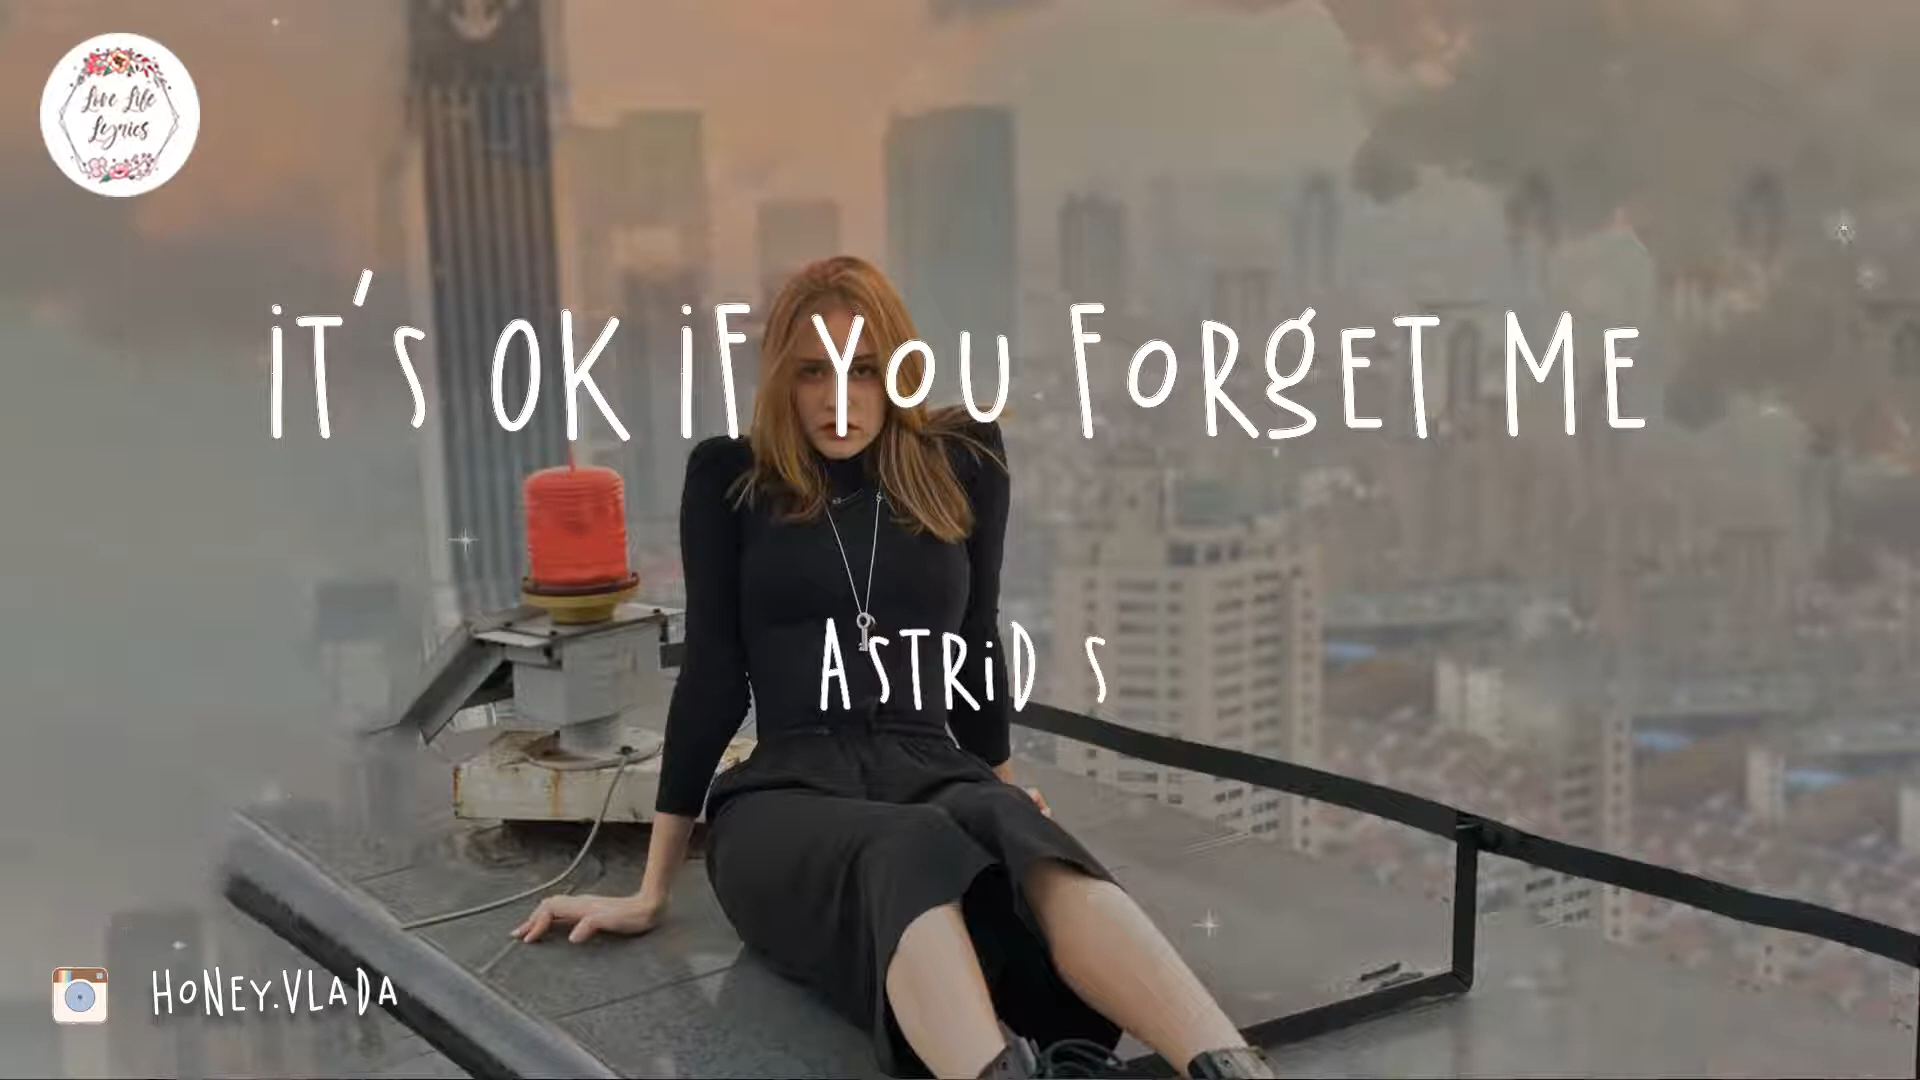 Love Life
Lyrics
iT'S OK iF YOU FORgET ME
ASTRiD S
HONEY.VLADA